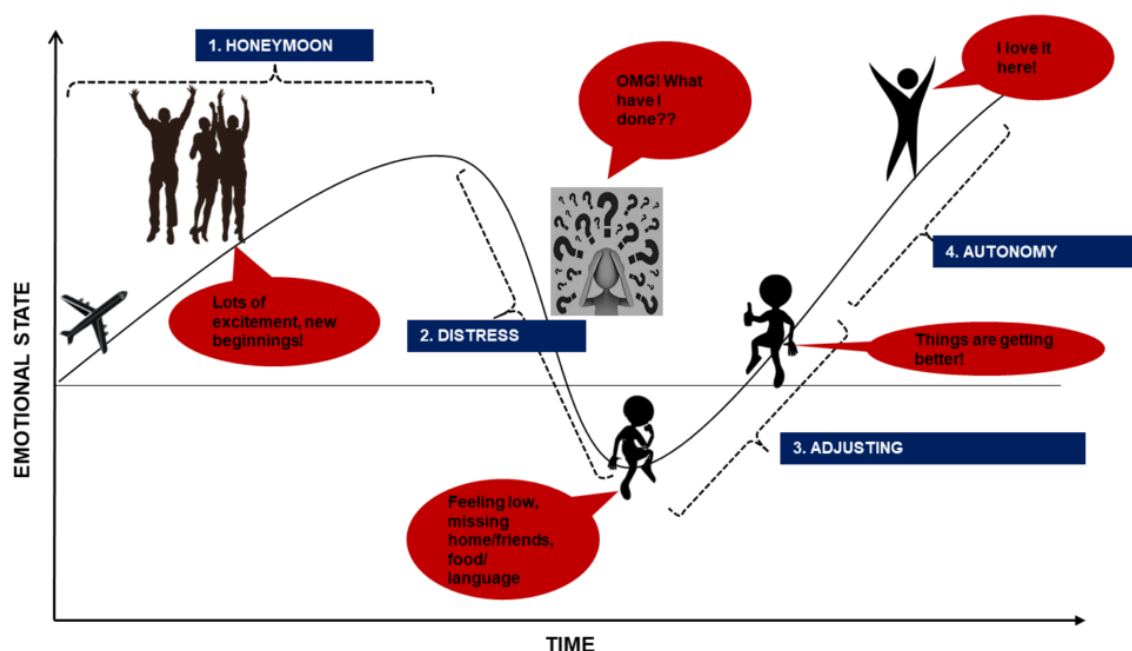 1. HONEYMOON
I love it
here!
OMG! What
have I
done??
4. AUTONOMY
Lots of
excitement, new
beginnings!
2. DISTRESS
Things are getting
better!
3. ADJUSTING
Feeling low,
missing
home/friends,
food/
language
EMOTIONAL STATE
TIME